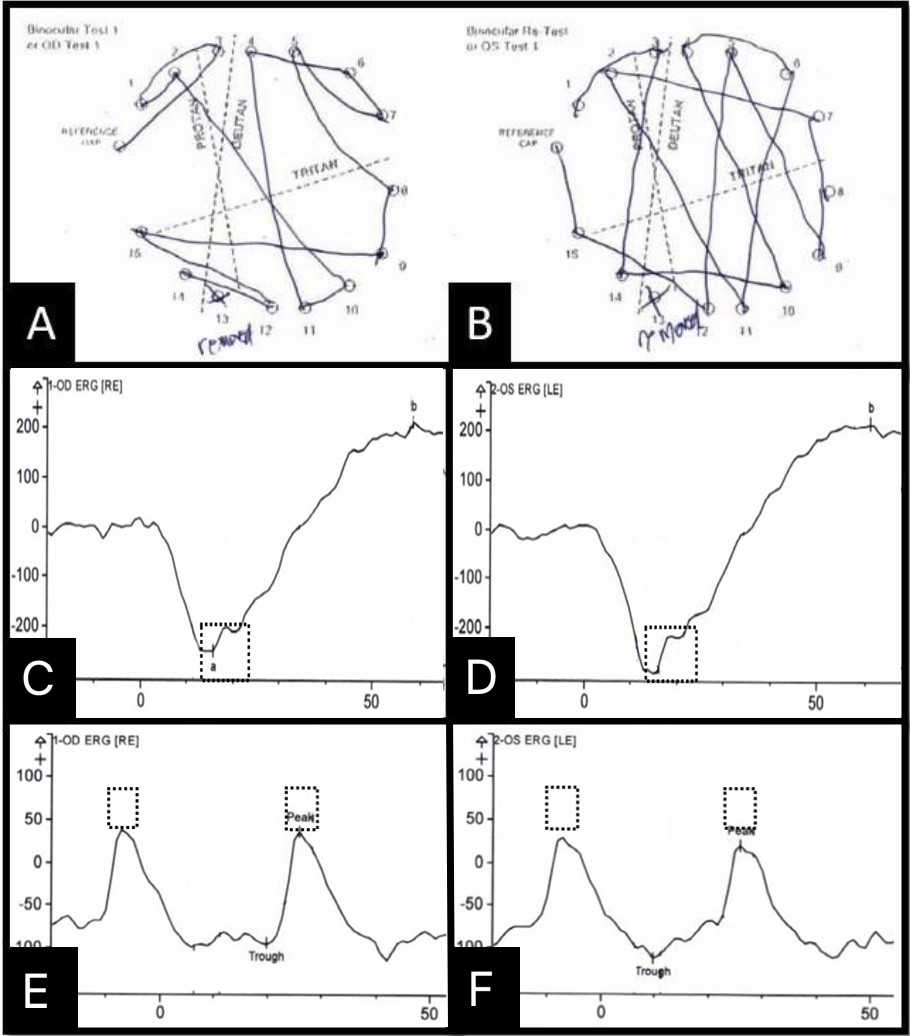 Binocular Test 1
or OD Test 1
1
2
3
4
5
6
7
8
9
10
11
12
13
14
15
REFERENCE
CAP
PROTAN
DEUTAN
TRITAN
removed
A
Binocular Re-Test
or OS Test 1
1
2
3
4
5
6
7
8
9
10
11
12
13
14
15
REFERENCE
CAP
PROTAN
DEUTAN
TRITAN
removed
B
1-OD ERG [RE]
200
100
0
-100
-200
a
b
0
50
C
2-OS ERG [LE]
200
100
0
-100
-200
b
0
50
D
1-OD ERG [RE]
100
50
0
-50
100
Peak
Trough
0
50
E
2-OS ERG [LE]
100
50
0
-50
100
Peak
Trough
0
50
F